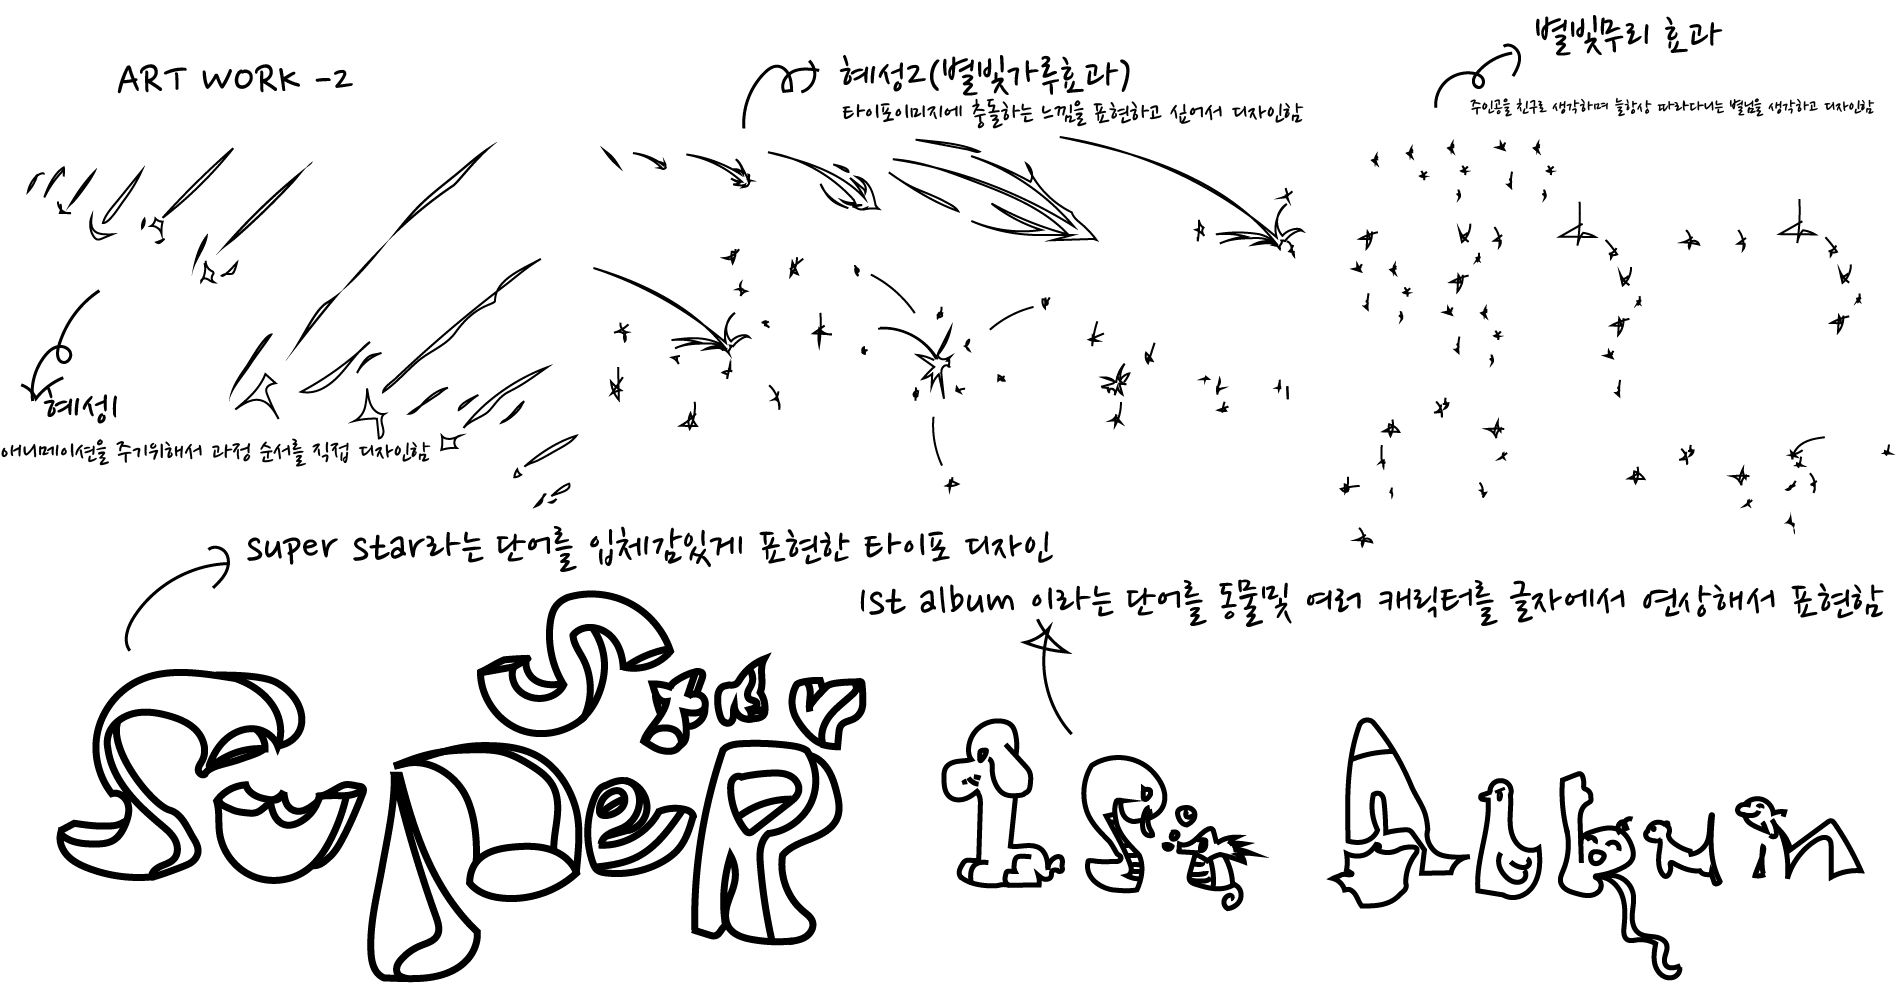 ART WORK -2
혜성2(별빛가루효과)
타이포이미지에 충돌하는 느낌을 표현하고 싶어서 디자인함
별빛무리 효과
주인공을 친구로 생각하며 늘항상 따라다니는 별님을 생각하고 디자인함
혜성1
애니메이션을 주기위해서 과정 순서를 직접 디자인함
super star라는 단어를 입체감있게 표현한 타이포 디자인
1st album 이라는 단어를 동물및 여러 캐릭터를 글자에서 연상해서 표현함
Star
SuPeR
1st Album